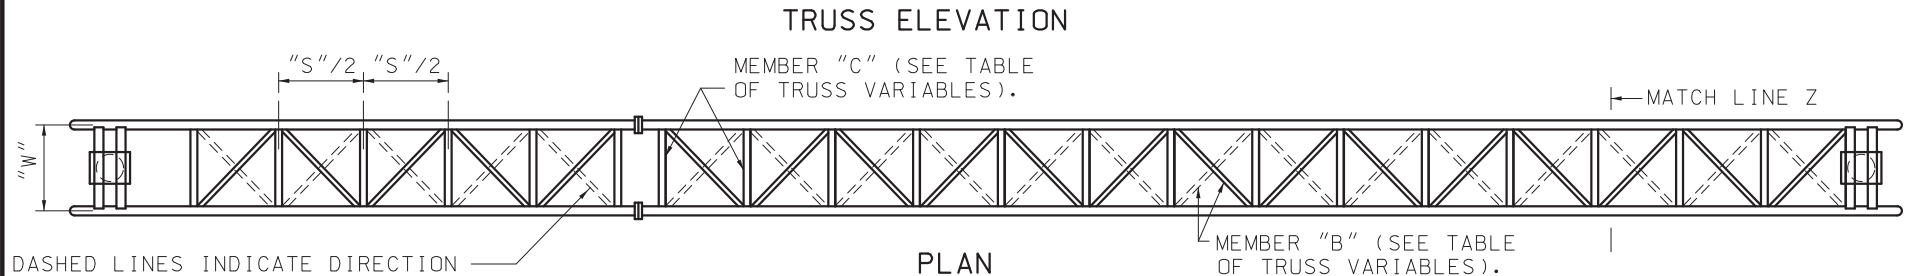 TRUSS ELEVATION
"S"/2 "S"/2
MEMBER "C" (SEE TABLE
OF TRUSS VARIABLES).
MATCH LINE Z
"W"
DASHED LINES INDICATE DIRECTION
PLAN
MEMBER "B" (SEE TABLE
OF TRUSS VARIABLES).